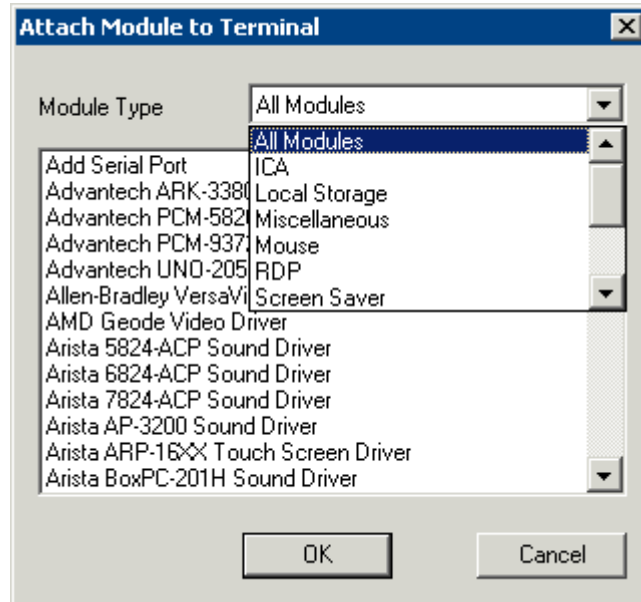 Attach Module to Terminal
Module Type
All Modules
All Modules
ICA
Local Storage
Miscellaneous
Mouse
RDP
Screen Saver
Add Serial Port
Advantech ARK-3380
Advantech PCM-582
Advantech PCM-937
Advantech UNO-205
Allen-Bradley VersaVi
AMD Geode Video Driver
Arista 5824-ACP Sound Driver
Arista 6824-ACP Sound Driver
Arista 7824-ACP Sound Driver
Arista AP-3200 Sound Driver
Arista ARP-16XX Touch Screen Driver
Arista BoxPC-201H Sound Driver
OK
Cancel